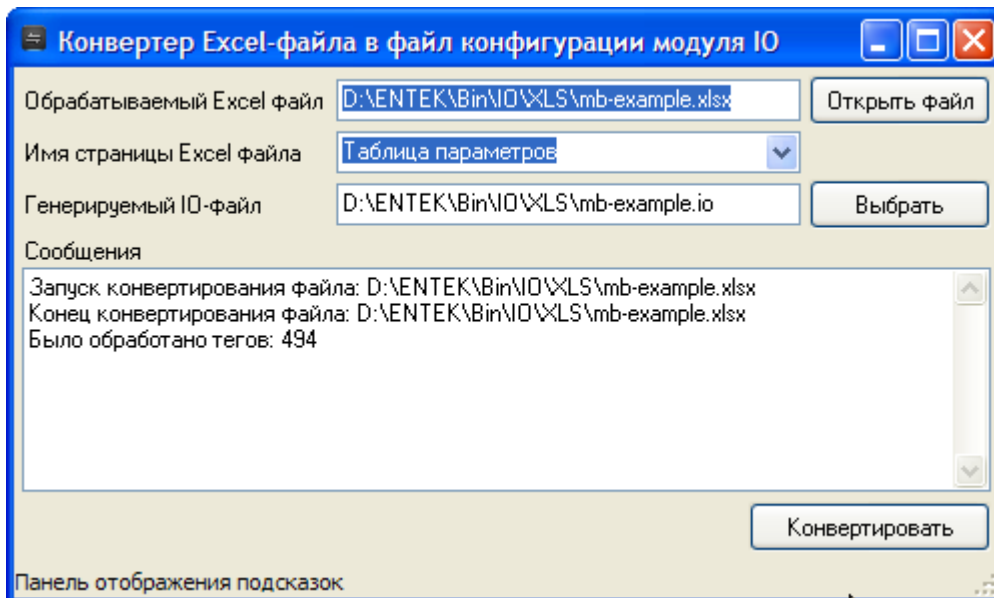 Конвертер Excel-файла в файл конфигурации модуля IO
Обрабатываемый Excel файл D:\ENTEK\Bin\IO\XLS\mb-example.xlsx Открыть файл
Имя страницы Excel файла Таблица параметров
Генерируемый IO-файл D:\ENTEK\Bin\IO\XLS\mb-example.io Выбрать
Сообщения
Запуск конвертирования файла: D:\ENTEK\Bin\IO\XLS\mb-example.xlsx
Конец конвертирования файла: D:\ENTEK\Bin\IO\XLS\mb-example.xlsx
Было обработано тегов: 494
Конвертировать
Панель отображения подсказок